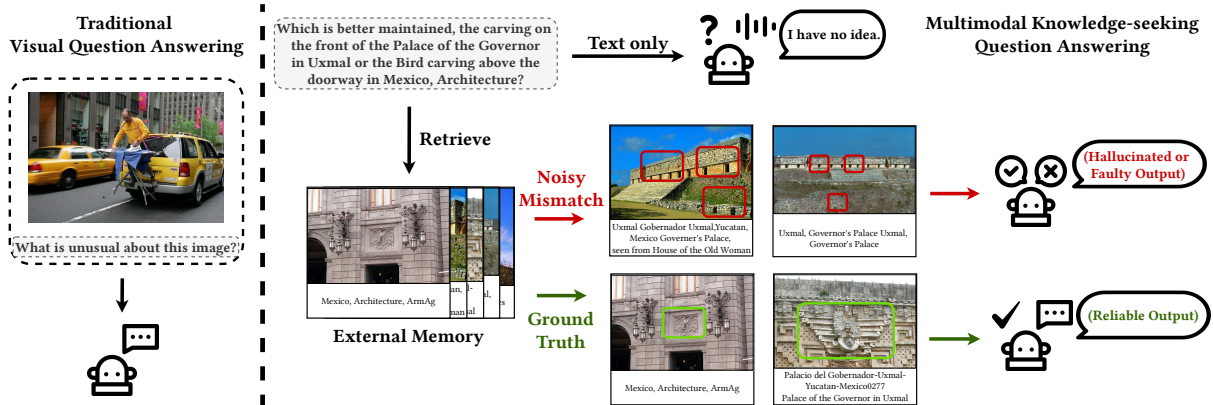 Traditional
Visual Question Answering
What is unusual about this image?
Which is better maintained, the carving on
the front of the Palace of the Governor
in Uxmal or the Bird carving above the
doorway in Mexico, Architecture?
Text only
?
I have no idea.
Multimodal Knowledge-seeking
Question Answering
Retrieve
Mexico, Architecture, ArmAg
an,
nan
l-
al
al,
cs
External Memory
Noisy
Mismatch
Uxmal Gobernador Uxmal,Yucatan,
Mexico Governer's Palace,
seen from House of the Old Woman
Uxmal, Governor's Palace Uxmal,
Governor's Palace
(Hallucinated or
Faulty Output)
Ground
Truth
Mexico, Architecture, ArmAg
Palacio del Gobernador-Uxmal-
Yucatan-Mexico0277
Palace of the Governor in Uxmal
(Reliable Output)